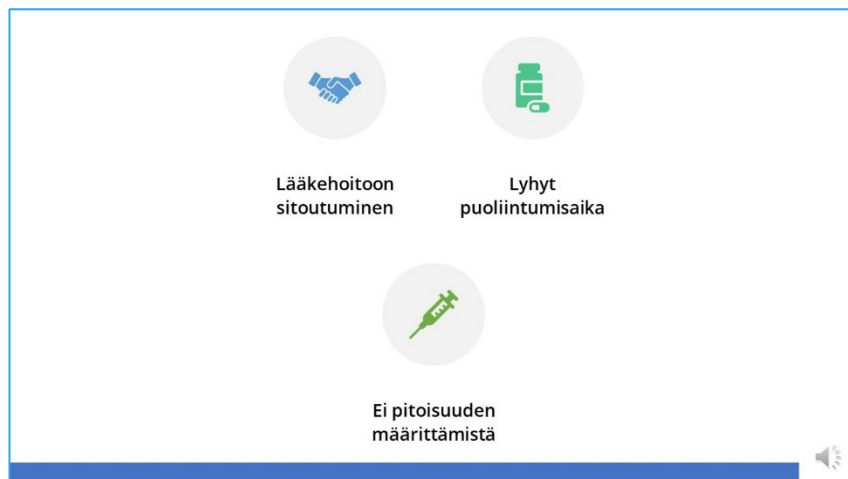 Lääkehoitoon
sitoutuminen
Lyhyt
puoliintumisaika
Ei pitoisuuden
määrittämistä